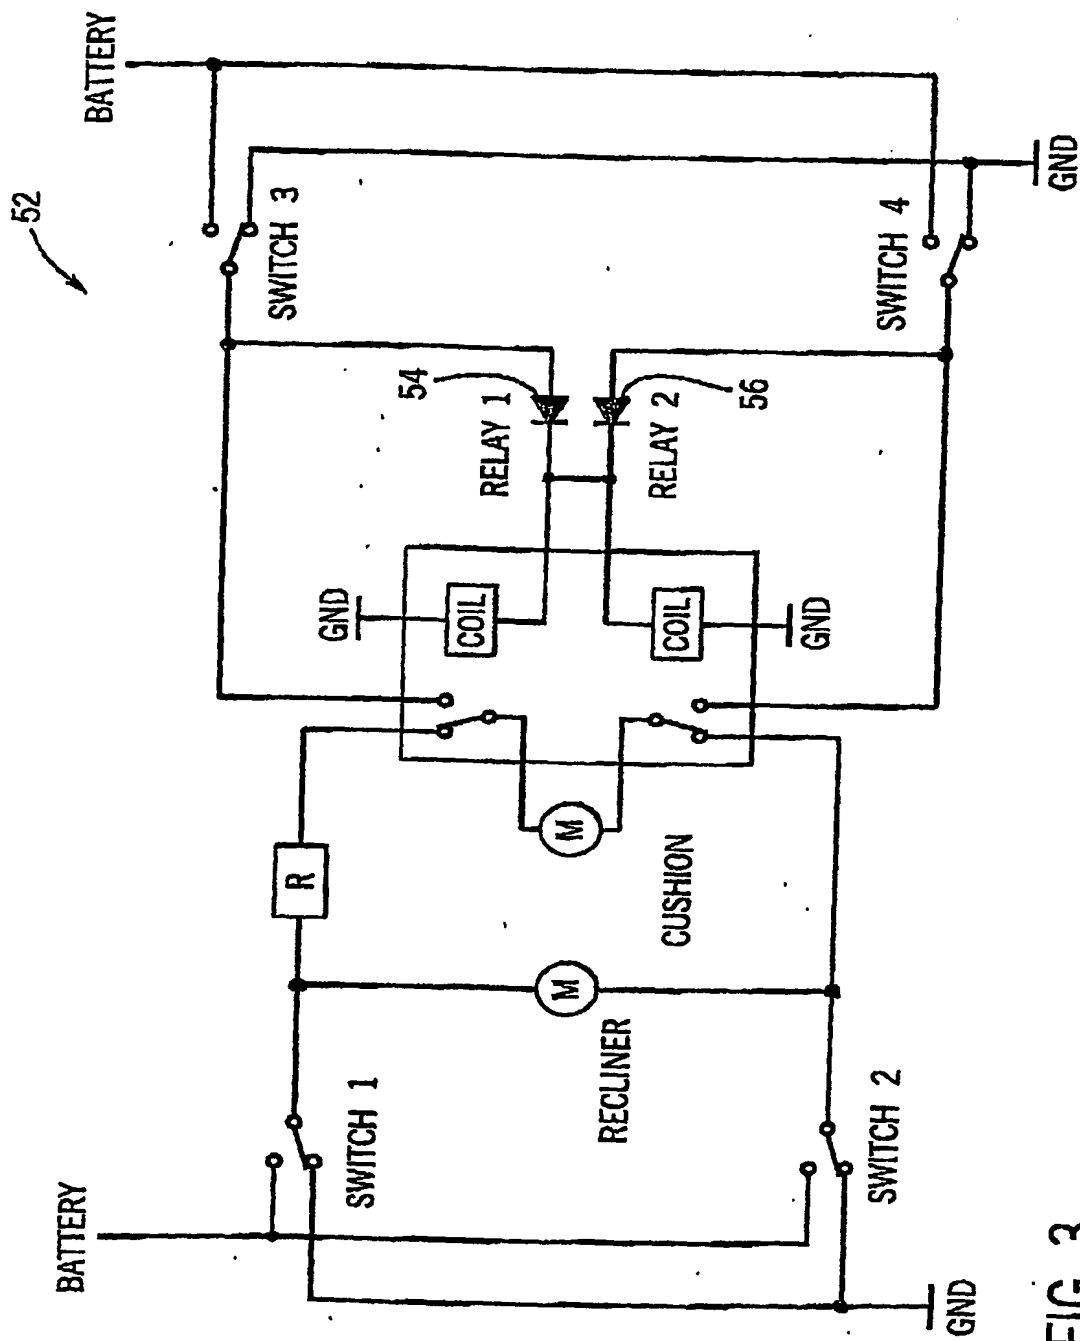 BATTERY
SWITCH 1
GND
SWITCH 2
RECLINER
R
M
CUSHION
M
GND
COIL
COIL
GND
RELAY 1
54
RELAY 2
56
SWITCH 3
BATTERY
52
SWITCH 4
GND
FIG. 3